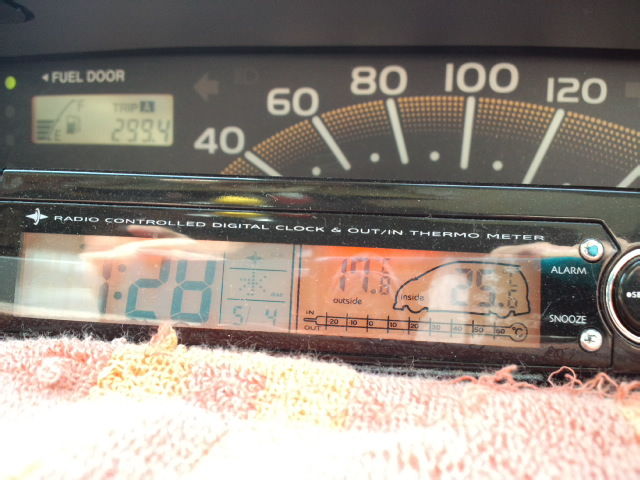 ◄ FUEL DOOR
TRIP A
F
299.4
E
40 60 80 100 120
RADIO CONTROLLED DIGITAL CLOCK & OUT/IN THERMO METER
ALARM
1:28
17.6
outside
inside
5/4
SNOOZE
IN
OUT
20 10 0 10 20 30 40 50 60 °C